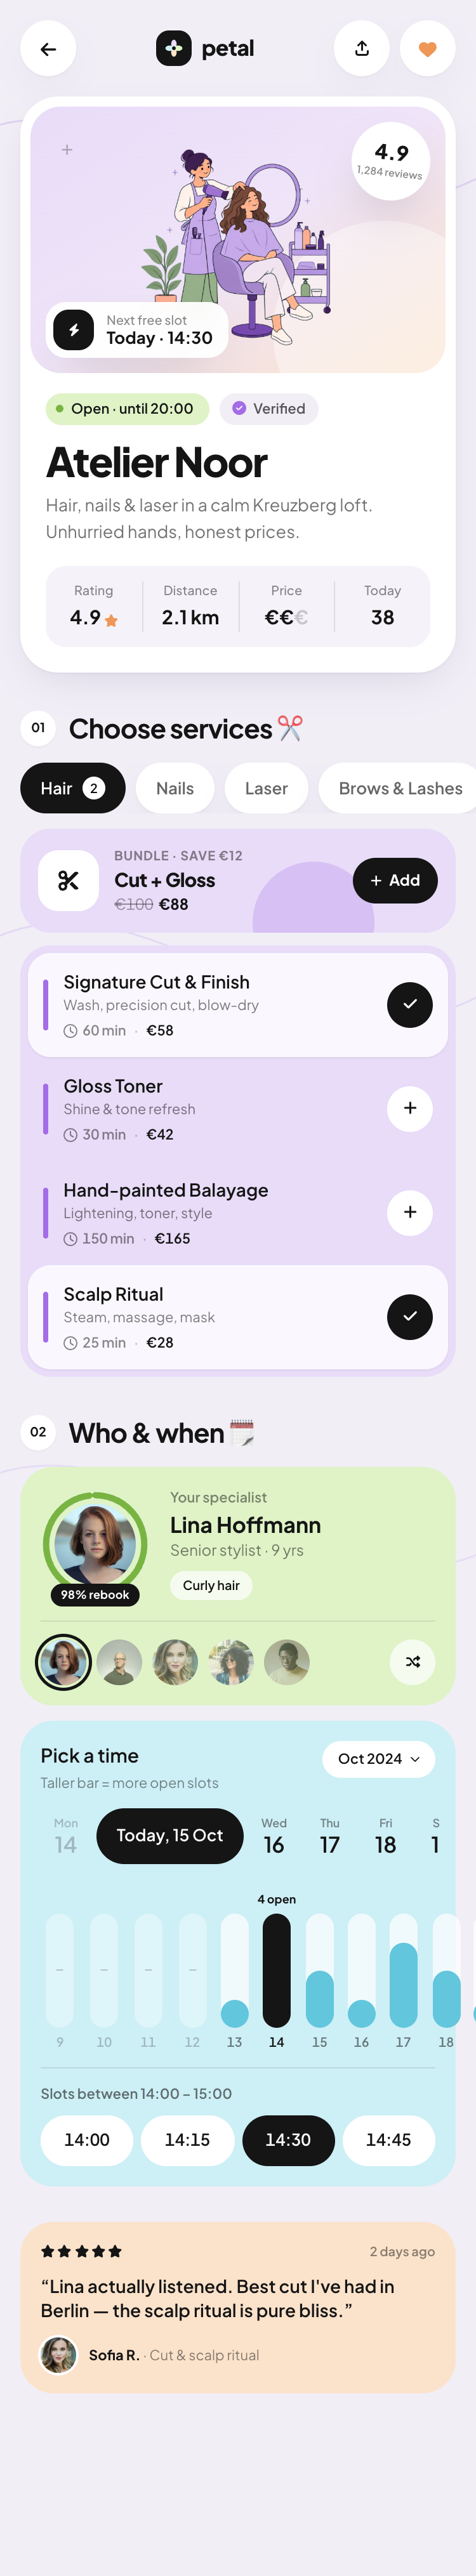 petal
4.9
1,284 reviews
Next free slot
Today · 14:30
Open · until 20:00
Verified
Atelier Noor
Hair, nails & laser in a calm Kreuzberg loft.
Unhurried hands, honest prices.
Rating Distance Price Today
4.9 2.1 km €€€ 38
01 Choose services
Hair 2 Nails Laser Brows & Lashes
BUNDLE · SAVE €12
Cut + Gloss
€100 €88
+ Add
Signature Cut & Finish
Wash, precision cut, blow-dry
60 min · €58
Gloss Toner
Shine & tone refresh
30 min · €42
Hand-painted Balayage
Lightening, toner, style
150 min · €165
Scalp Ritual
Steam, massage, mask
25 min · €28
02 Who & when
Your specialist
Lina Hoffmann
Senior stylist · 9 yrs
Curly hair
98% rebook
Pick a time
Oct 2024
Taller bar = more open slots
Mon Wed Thu Fri S
14 Today, 15 Oct 16 17 18 1
4 open
– – – –
9 10 11 12 13 14 15 16 17 18
Slots between 14:00 – 15:00
14:00 14:15 14:30 14:45
2 days ago
“Lina actually listened. Best cut I've had in
Berlin — the scalp ritual is pure bliss.”
Sofia R. · Cut & scalp ritual